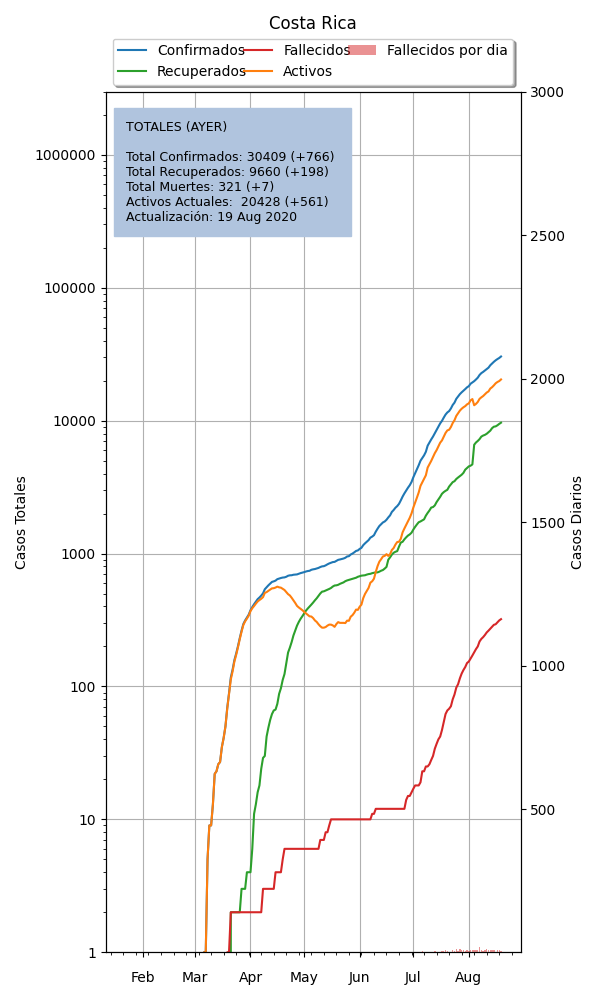 Costa Rica
Confirmados
Recuperados
Fallecidos
Activos
Fallecidos por dia
TOTALES (AYER)
Total Confirmados: 30409 (+766)
Total Recuperados: 9660 (+198)
Total Muertes: 321 (+7)
Activos Actuales:  20428 (+561)
Actualización: 19 Aug 2020
Casos Totales
1000000
100000
10000
1000
100
10
1
Feb Mar Apr May Jun Jul Aug
3000
2500
2000
1500
1000
500
Casos Diarios